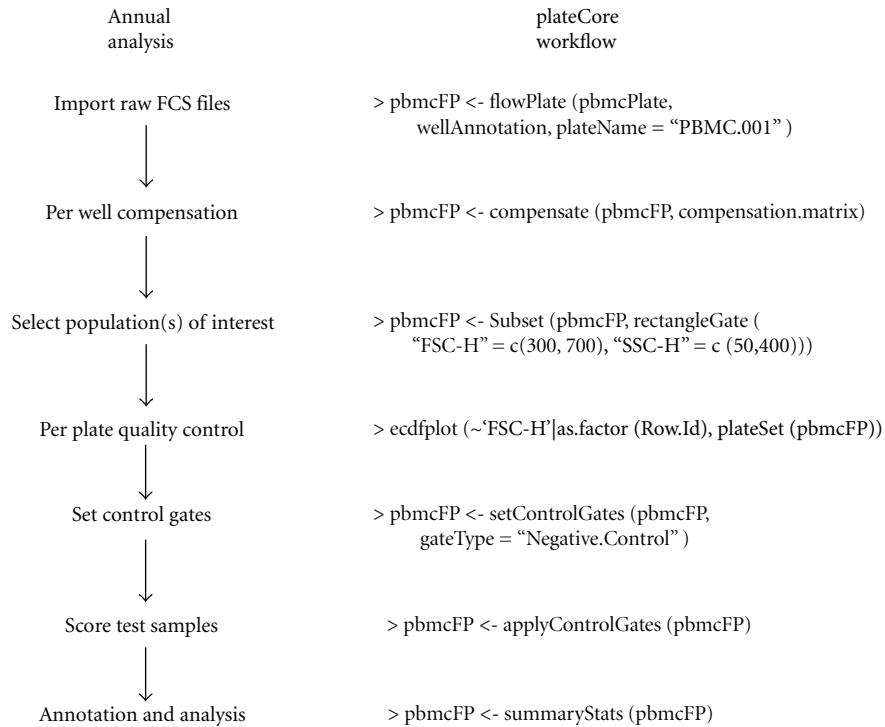 Annual
analysis
plateCore
workflow
Import raw FCS files
> pbmcFP <- flowPlate (pbmcPlate,
wellAnnotation, plateName = “PBMC.001” )
Per well compensation
> pbmcFP <- compensate (pbmcFP, compensation.matrix)
Select population(s) of interest
> pbmcFP <- Subset (pbmcFP, rectangleGate (
“FSC-H” = c(300, 700), “SSC-H” = c (50,400)))
Per plate quality control
> ecdfplot (~‘FSC-H’|as.factor (Row.Id), plateSet (pbmcFP))
Set control gates
> pbmcFP <- setControlGates (pbmcFP,
gateType = “Negative.Control” )
Score test samples
> pbmcFP <- applyControlGates (pbmcFP)
Annotation and analysis
> pbmcFP <- summaryStats (pbmcFP)